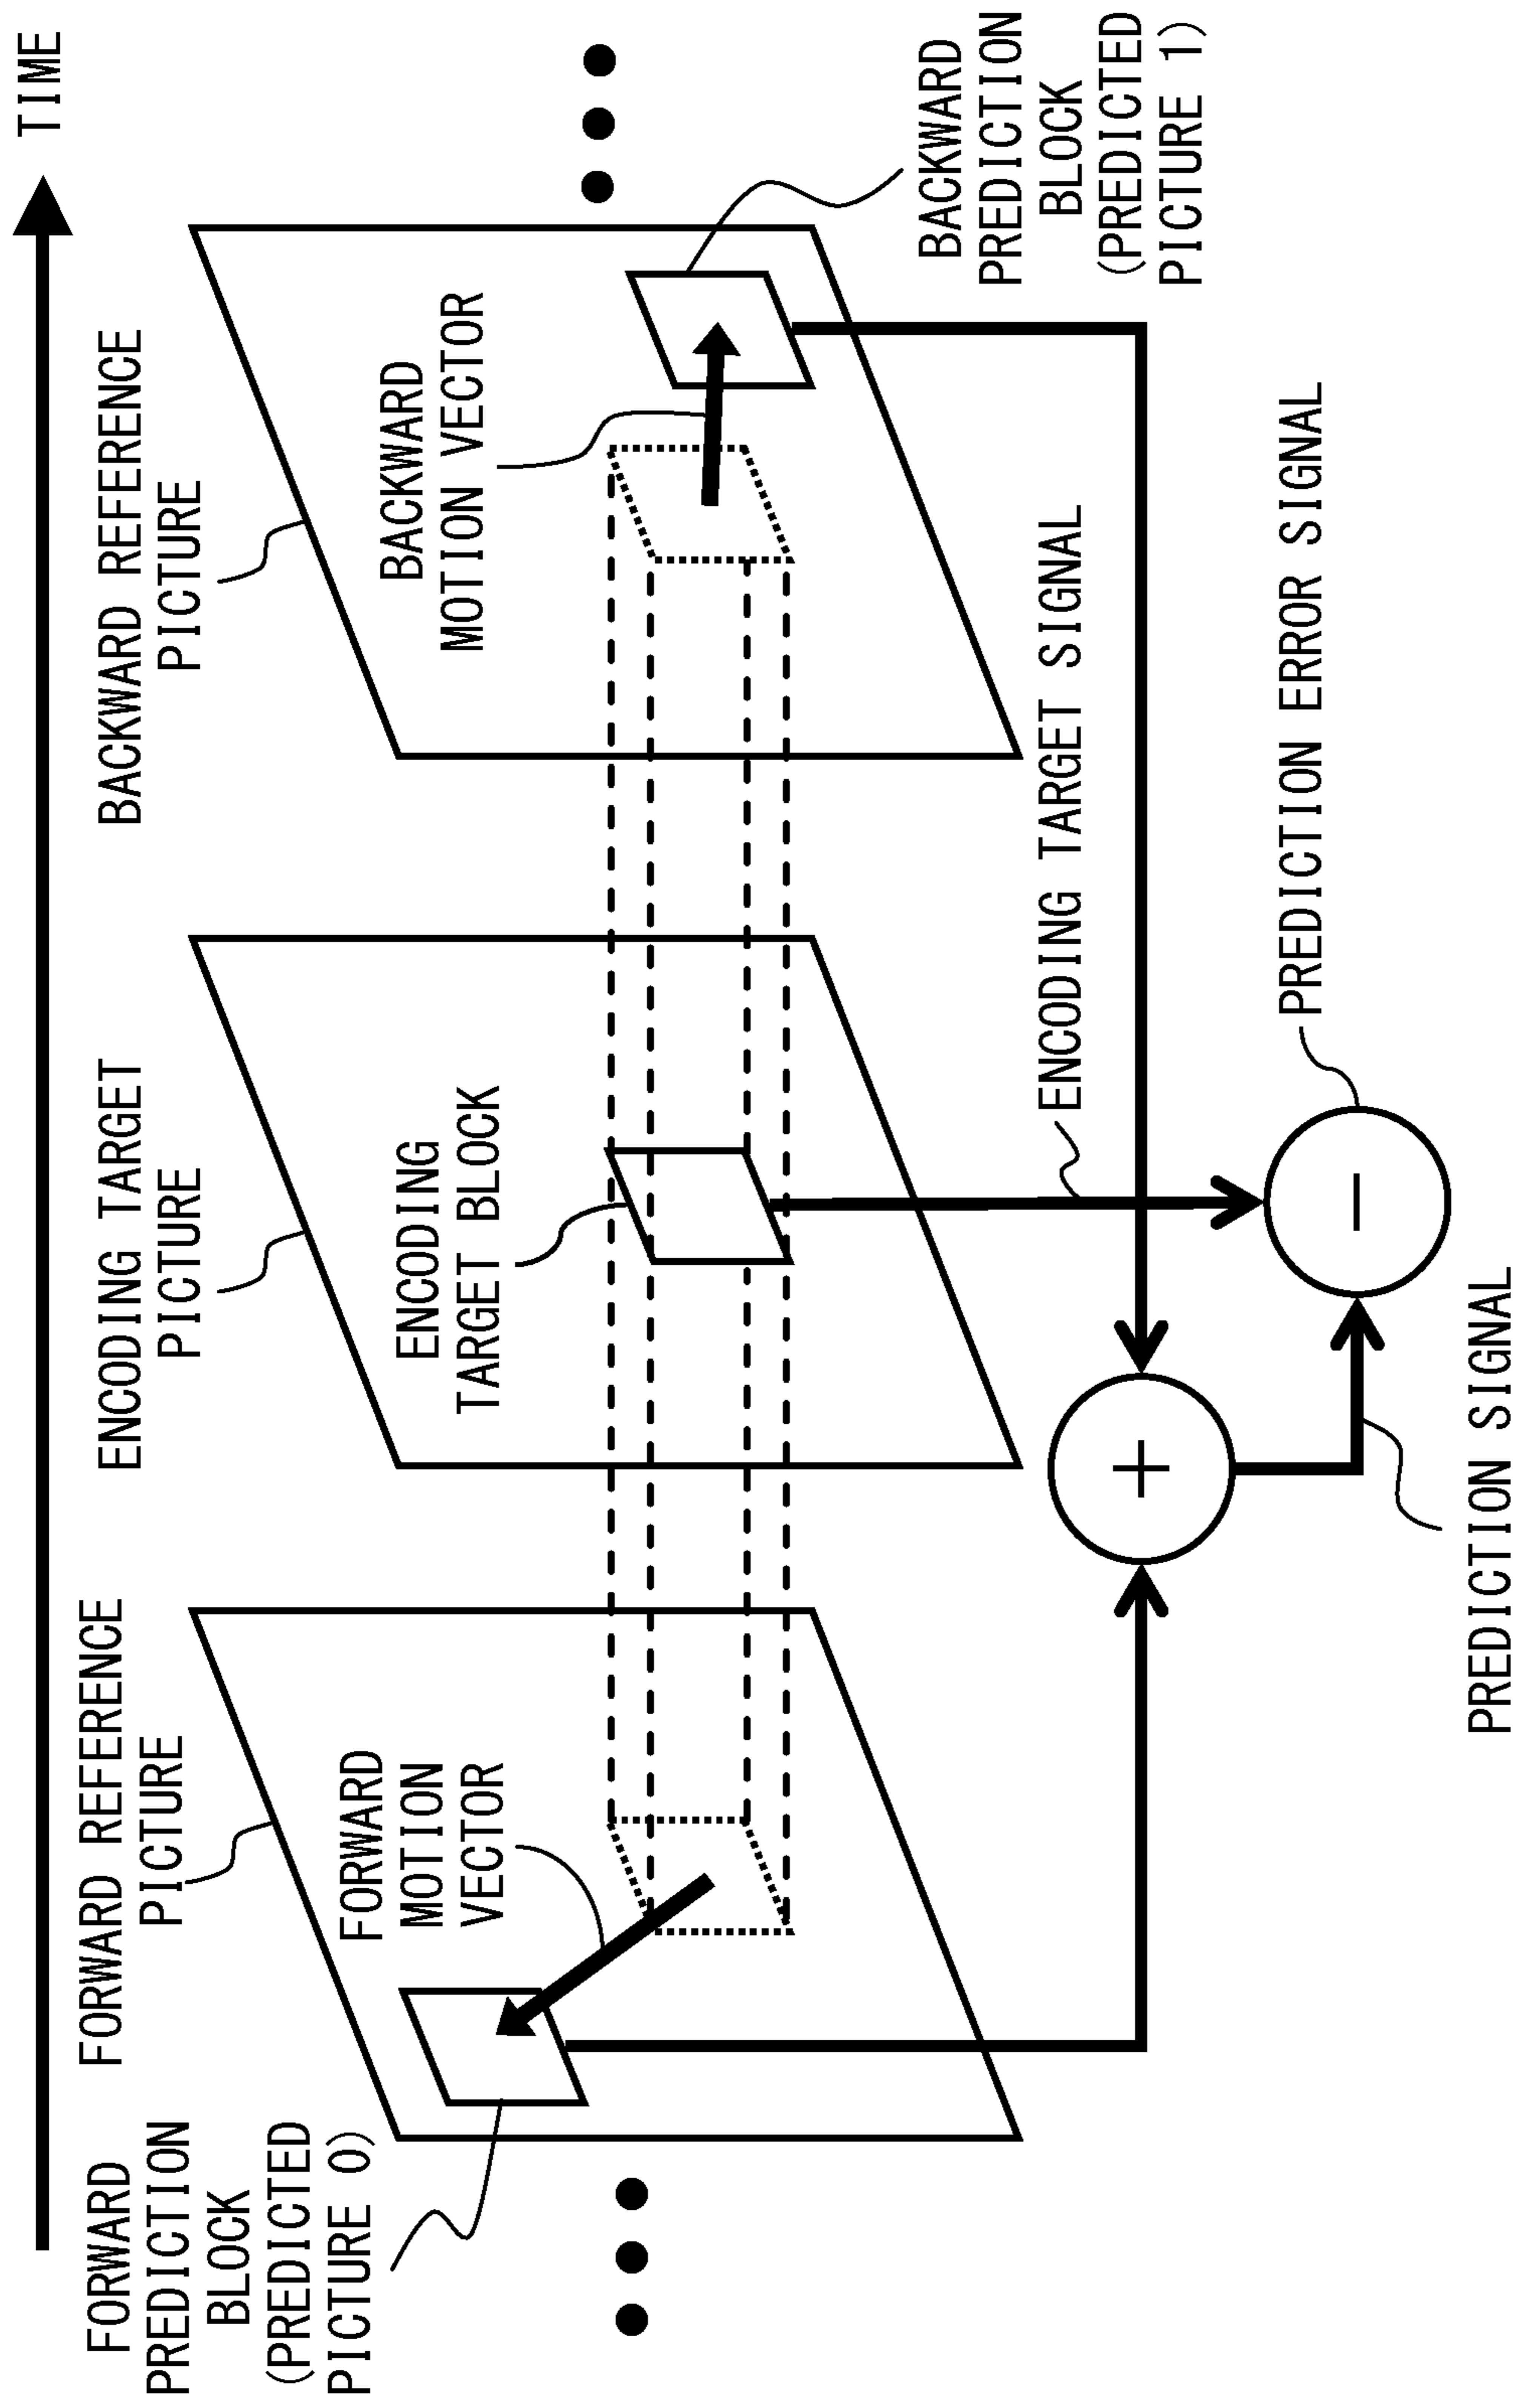 TIME
FORWARD REFERENCE
PICTURE
ENCODING TARGET
PICTURE
BACKWARD REFERENCE
PICTURE
FORWARD
PREDICTION
BLOCK
(PREDICTED
PICTURE 0)
FORWARD
MOTION
VECTOR
ENCODING
TARGET BLOCK
BACKWARD
MOTION VECTOR
BACKWARD
PREDICTION
BLOCK
(PREDICTED
PICTURE 1)
ENCODING TARGET SIGNAL
+
−
PREDICTION ERROR SIGNAL
PREDICTION SIGNAL